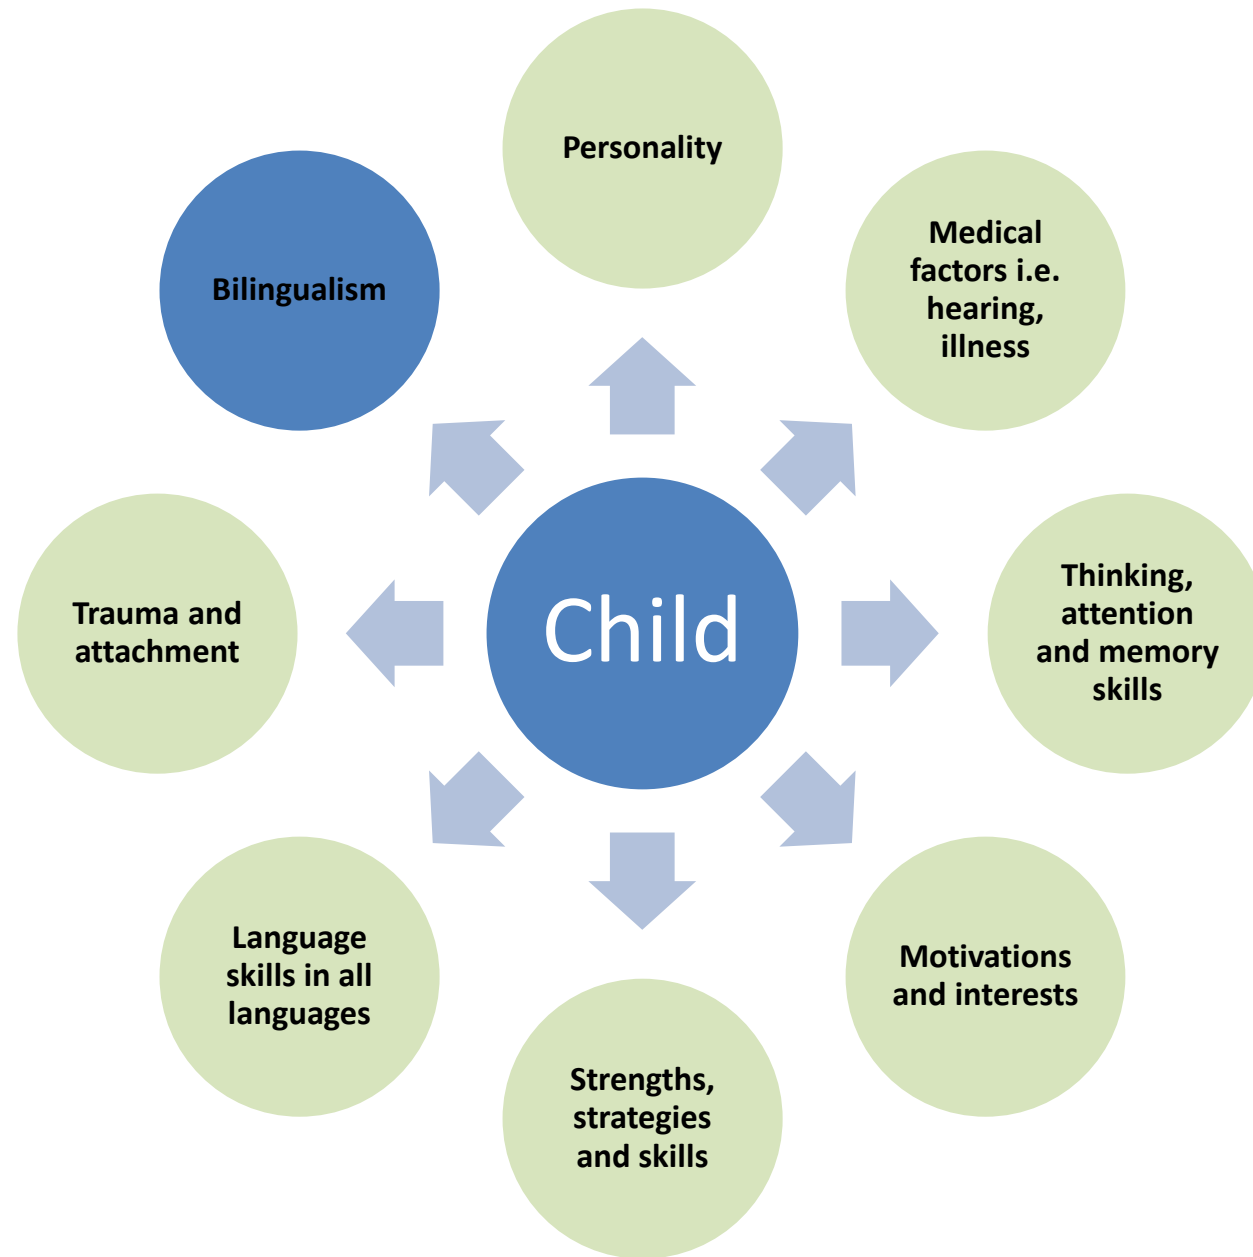 Personality
Medical
factors i.e.
hearing,
illness
Bilingualism
Thinking,
attention
and memory
skills
Trauma and
attachment
Child
Motivations
and interests
Language
skills in all
languages
Strengths,
strategies
and skills